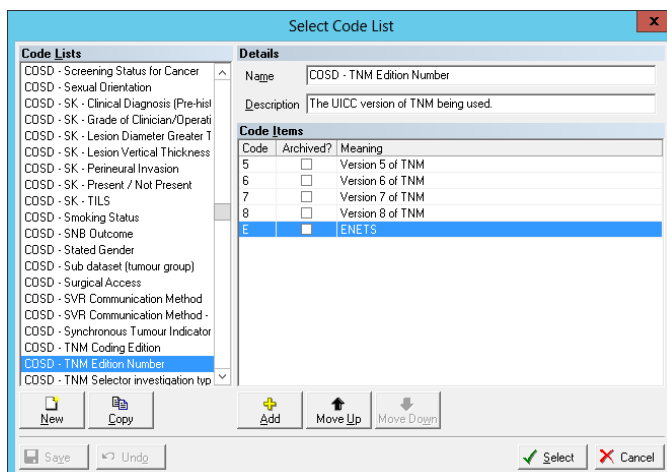 Select Code List
x
Code Lists
COSD - Screening Status for Cancer
COSD - Sexual Orientation
COSD - SK - Clinical Diagnosis (Pre-hist
COSD - SK - Grade of Clinician/Operati
COSD - SK - Lesion Diameter Greater T
COSD - SK - Lesion Vertical Thickness
COSD - SK - Perineural Invasion
COSD - SK - Present / Not Present
COSD - SK - TILS
COSD - Smoking Status
COSD - SNB Outcome
COSD - Stated Gender
COSD - Sub dataset (tumour group)
COSD - Surgical Access
COSD - SVR Communication Method
COSD - SVR Communication Method -
COSD - Synchronous Tumour Indicator
COSD - TNM Coding Edition
COSD - TNM Edition Number
COSD - TNM Selector investigation typ
New
Copy
Details
Name COSD - TNM Edition Number
Description The UICC version of TNM being used.
Code Items
Code Archived? Meaning
5 Version 5 of TNM
6 Version 6 of TNM
7 Version 7 of TNM
8 Version 8 of TNM
E ENETS
Add
Move Up
Move Down
Save
Undo
Select
Cancel